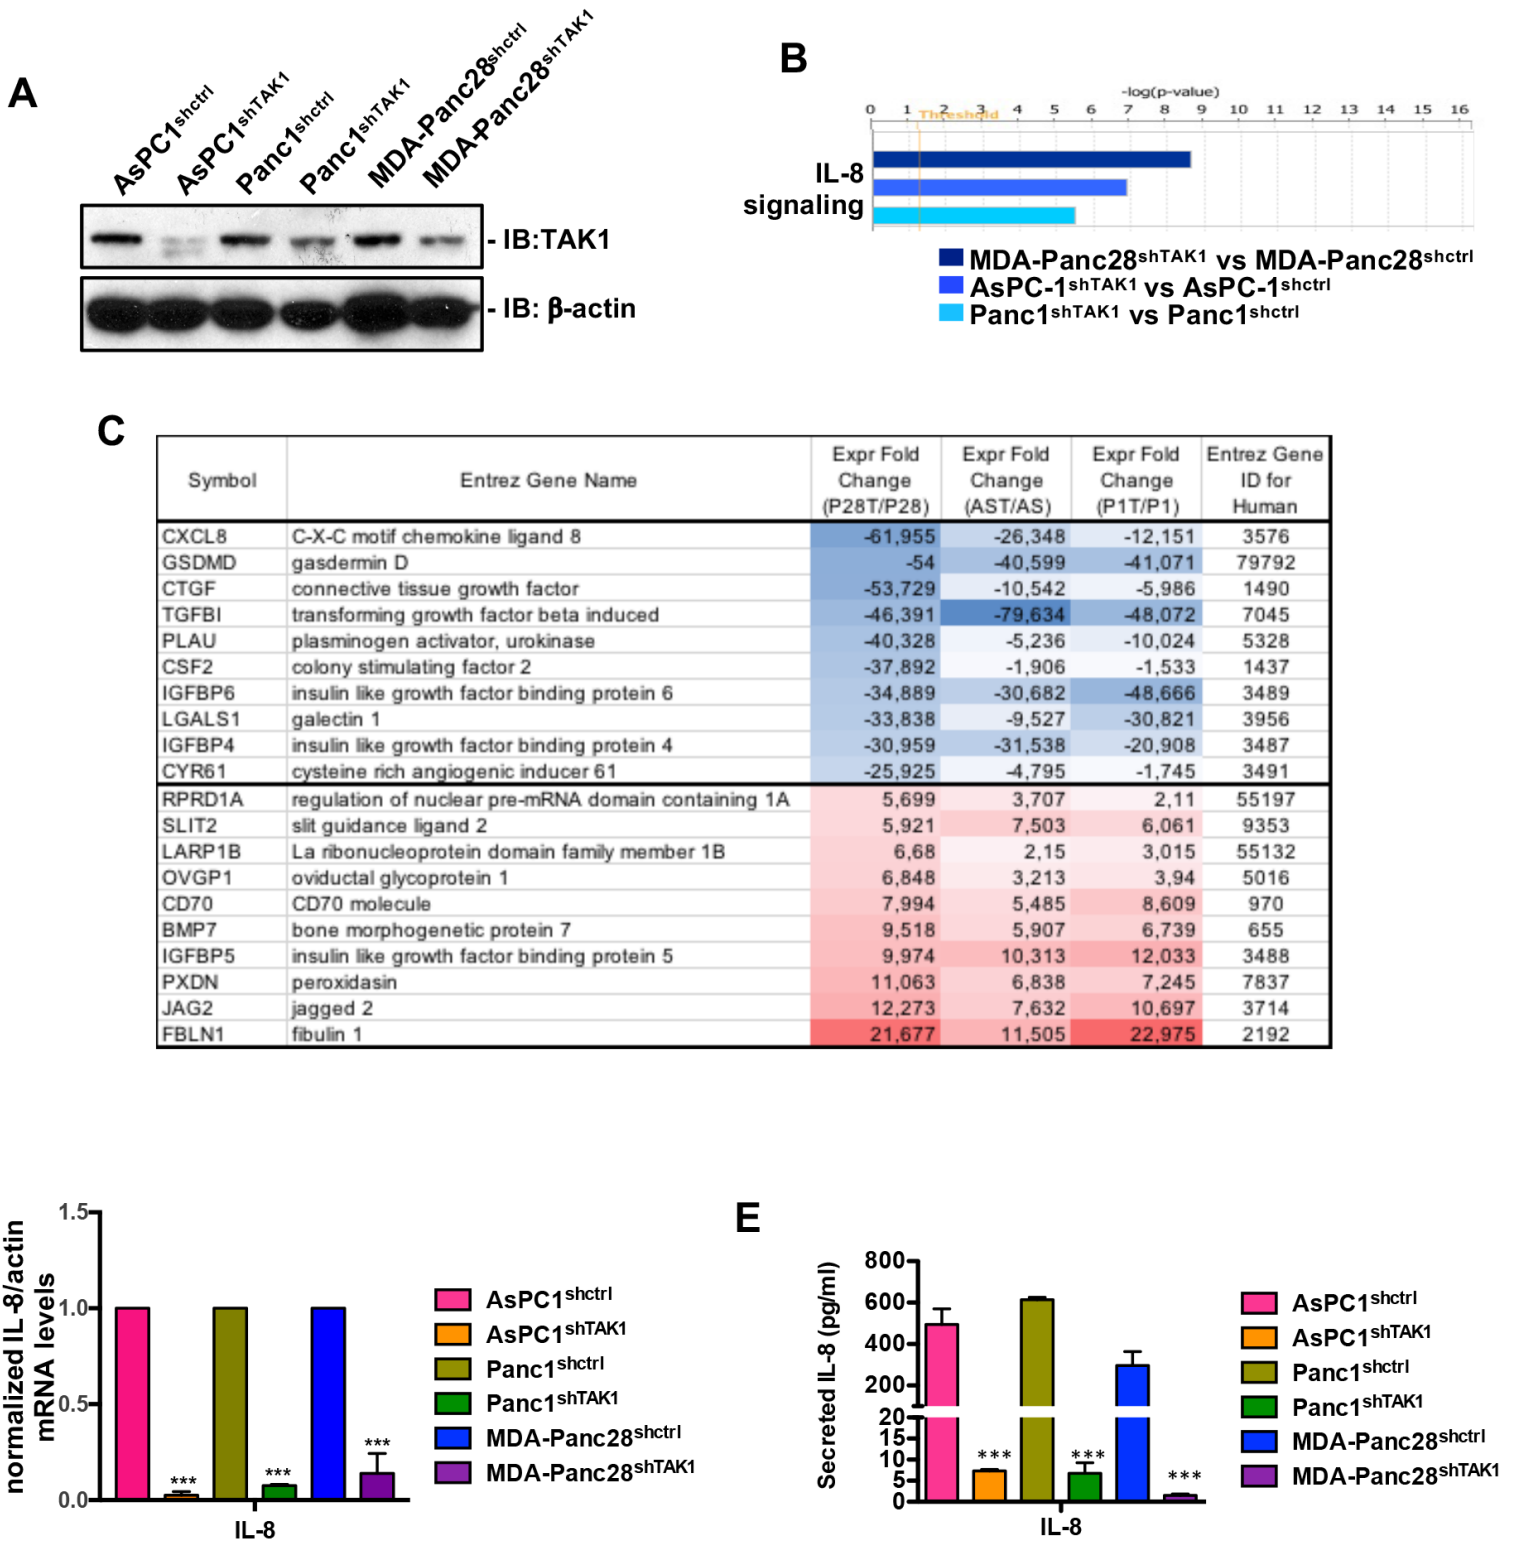 A
AsPC1shctrl
AsPC1shTAK1
Panc1shctrl
Panc1shTAK1
MDA-Panc28shctrl
MDA-Panc28shTAK1
- IB:TAK1
- IB: β-actin
B
-log(p-value)
0 1 2 3 4 5 6 7 8 9 10 11 12 13 14 15 16
Threshold
IL-8
signaling
MDA-Panc28shTAK1 vs MDA-Panc28shctrl
AsPC-1shTAK1 vs AsPC-1shctrl
Panc1shTAK1 vs Panc1shctrl
C
Symbol Entrez Gene Name Expr Fold Change (P28T/P28) Expr Fold Change (AST/AS) Expr Fold Change (P1T/P1) Entrez Gene ID for Human
CXCL8 C-X-C motif chemokine ligand 8 -61,955 -26,348 -12,151 3576
GSDMD gasdermin D -54 -40,599 -41,071 79792
CTGF connective tissue growth factor -53,729 -10,542 -5,986 1490
TGFBI transforming growth factor beta induced -46,391 -79,634 -48,072 7045
PLAU plasminogen activator, urokinase -40,328 -5,236 -10,024 5328
CSF2 colony stimulating factor 2 -37,892 -1,906 -1,533 1437
IGFBP6 insulin like growth factor binding protein 6 -34,889 -30,682 -48,666 3489
LGALS1 galectin 1 -33,838 -9,527 -30,821 3956
IGFBP4 insulin like growth factor binding protein 4 -30,959 -31,538 -20,908 3487
CYR61 cysteine rich angiogenic inducer 61 -25,925 -4,795 -1,745 3491
RPRD1A regulation of nuclear pre-mRNA domain containing 1A 5,699 3,707 2,11 55197
SLIT2 slit guidance ligand 2 5,921 7,503 6,061 9353
LARP1B La ribonucleoprotein domain family member 1B 6,68 2,15 3,015 55132
OVGP1 oviductal glycoprotein 1 6,848 3,213 3,94 5016
CD70 CD70 molecule 7,994 5,485 8,609 970
BMP7 bone morphogenetic protein 7 9,518 5,907 6,739 655
IGFBP5 insulin like growth factor binding protein 5 9,974 10,313 12,033 3488
PXDN peroxidasin 11,063 6,838 7,245 7837
JAG2 jagged 2 12,273 7,632 10,697 3714
FBLN1 fibulin 1 21,677 11,505 22,975 2192
normalized IL-8/actin
mRNA levels
1.5
1.0
0.5
0.0
***
***
***
IL-8
AsPC1shctrl
AsPC1shTAK1
Panc1shctrl
Panc1shTAK1
MDA-Panc28shctrl
MDA-Panc28shTAK1
E
Secreted IL-8 (pg/ml)
800
600
400
200
20
15
10
5
0
***
***
***
IL-8
AsPC1shctrl
AsPC1shTAK1
Panc1shctrl
Panc1shTAK1
MDA-Panc28shctrl
MDA-Panc28shTAK1